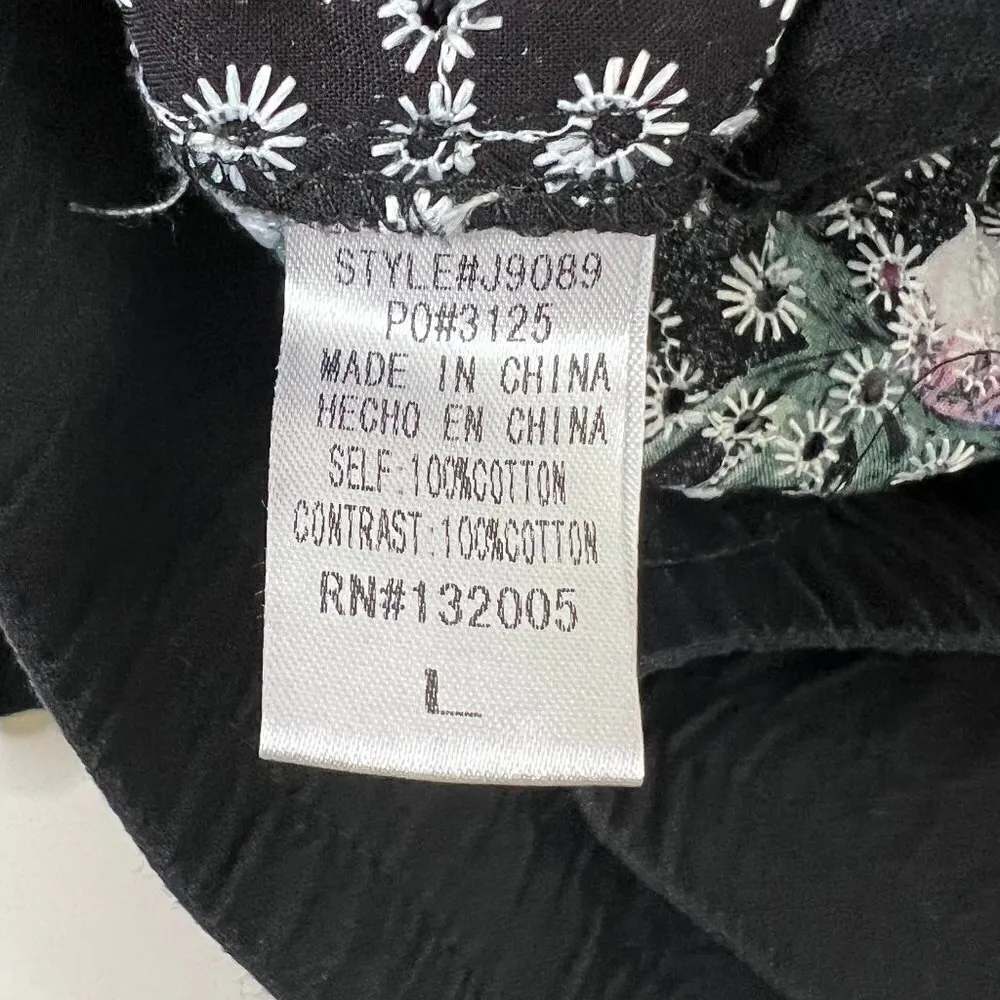 STYLE#J9089
PO#3125
MADE IN CHINA
HECHO EN CHINA
SELF:100%COTTON
CONTRAST:100%COTTON
RN#132005
L